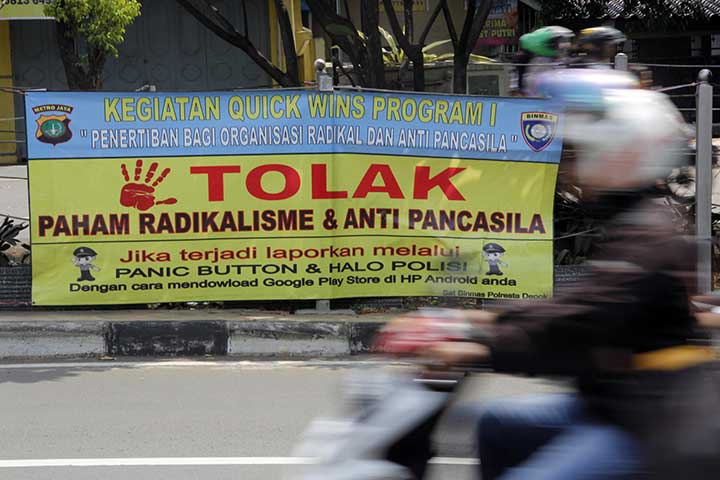 METRO JAYA
KEGIATAN QUICK WINS PROGRAM I
" PENERTIBAN BAGI ORGANISASI RADIKAL DAN ANTI PANCASILA "
BINMAS
TOLAK
PAHAM RADIKALISME & ANTI PANCASILA
Jika terjadi laporkan melalui
PANIC BUTTON & HALO POLISI
Dengan cara mendowload Google Play Store di HP Android anda
Sat Binmas Polresta Depok